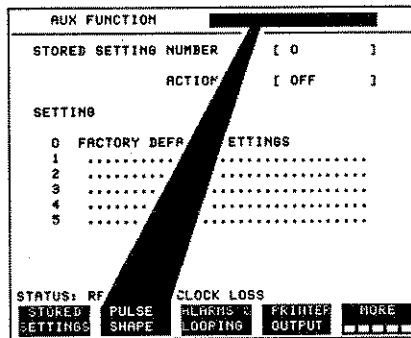 AUX FUNCTION
STORED SETTING NUMBER [ 0 ]
ACTION [ OFF ]
SETTING
0 FACTORY DEFA ETTINGS
1 ....................................
2 ....................................
3 ....................................
4 ....................................
5 ....................................
STATUS: RF CLOCK LOSS
STORED SETTINGS
PULSE SHAPE
ALARMS & LOOPING
PRINTER OUTPUT
MORE